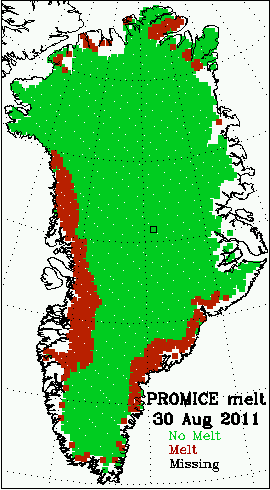 PROMICE melt
30 Aug 2011
No Melt
Melt
Missing